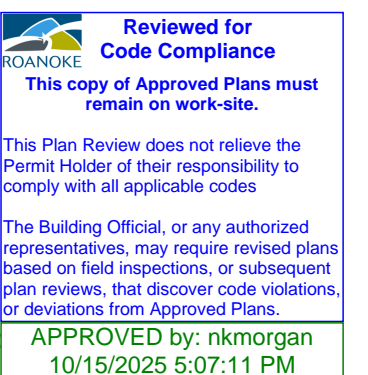 Reviewed for
Code Compliance
ROANOKE
This copy of Approved Plans must
remain on work-site.
This Plan Review does not relieve the
Permit Holder of their responsibility to
comply with all applicable codes
The Building Official, or any authorized
representatives, may require revised plans
based on field inspections, or subsequent
plan reviews, that discover code violations,
or deviations from Approved Plans.
APPROVED by: nkmorgan
10/15/2025 5:07:11 PM